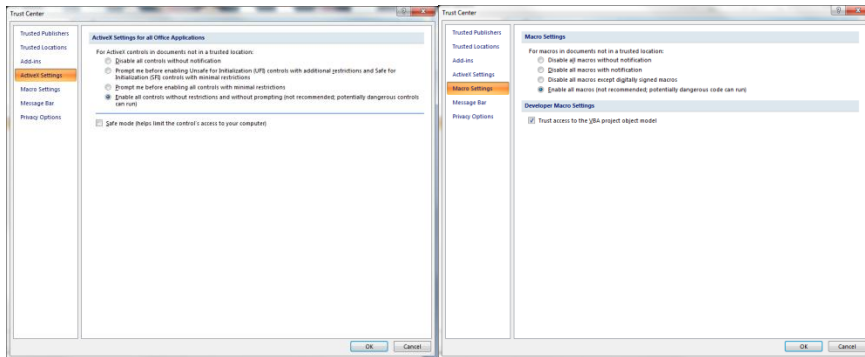 Trust Center
Trusted Publishers
Trusted Locations
Add-ins
ActiveX Settings
Macro Settings
Message Bar
Privacy Options
ActiveX Settings for all Office Applications
For ActiveX controls in documents not in a trusted location:
Disable all controls without notification
Prompt me before enabling Unsafe for Initialization (UFI) controls with additional restrictions and Safe for
Initialization (SFI) controls with minimal restrictions
Prompt me before enabling all controls with minimal restrictions
Enable all controls without restrictions and without prompting (not recommended; potentially dangerous controls
can run)
Safe mode (helps limit the control's access to your computer)
OK
Cancel
Trust Center
Trusted Publishers
Trusted Locations
Add-ins
ActiveX Settings
Macro Settings
Message Bar
Privacy Options
Macro Settings
For macros in documents not in a trusted location:
Disable all macros without notification
Disable all macros with notification
Disable all macros except digitally signed macros
Enable all macros (not recommended; potentially dangerous code can run)
Developer Macro Settings
Trust access to the VBA project object model
OK
Cancel